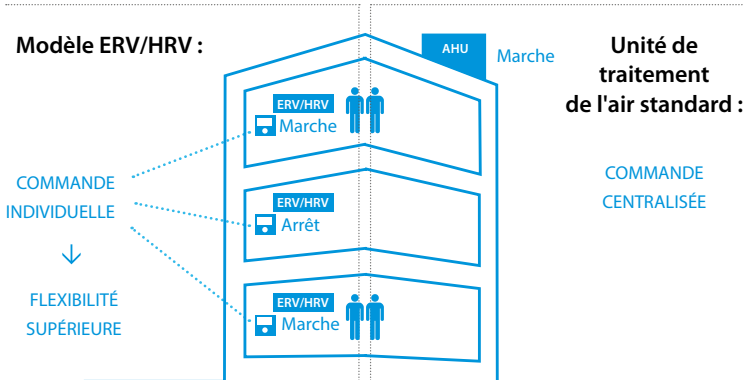 Modèle ERV/HRV :
COMMANDE
INDIVIDUELLE
FLEXIBILITÉ
SUPÉRIEURE
AHU
Marche
ERV/HRV
Marche
ERV/HRV
Arrêt
ERV/HRV
Marche
Unité de
traitement
de l'air standard :
COMMANDE
CENTRALISÉE